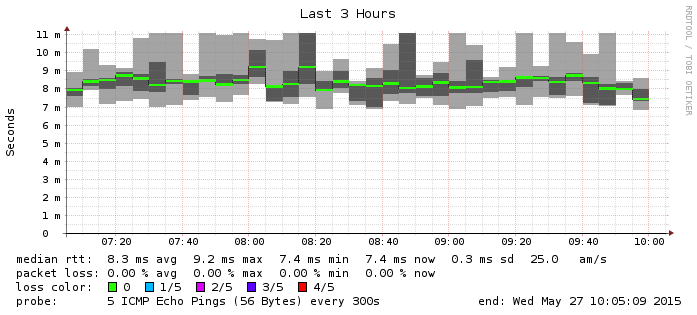 Last 3 Hours
RRDTOOL / TOBI OETIKER
Seconds
11 m
10 m
9 m
8 m
7 m
6 m
5 m
4 m
3 m
2 m
1 m
0
07:20 07:40 08:00 08:20 08:40 09:00 09:20 09:40 10:00
median rtt: 8.3 ms avg 9.2 ms max 7.4 ms min 7.4 ms now 0.3 ms sd 25.0 am/s
packet loss: 0.00 % avg 0.00 % max 0.00 % min 0.00 % now
loss color: 0 1/5 2/5 3/5 4/5
probe: 5 ICMP Echo Pings (56 Bytes) every 300s end: Wed May 27 10:05:09 2015